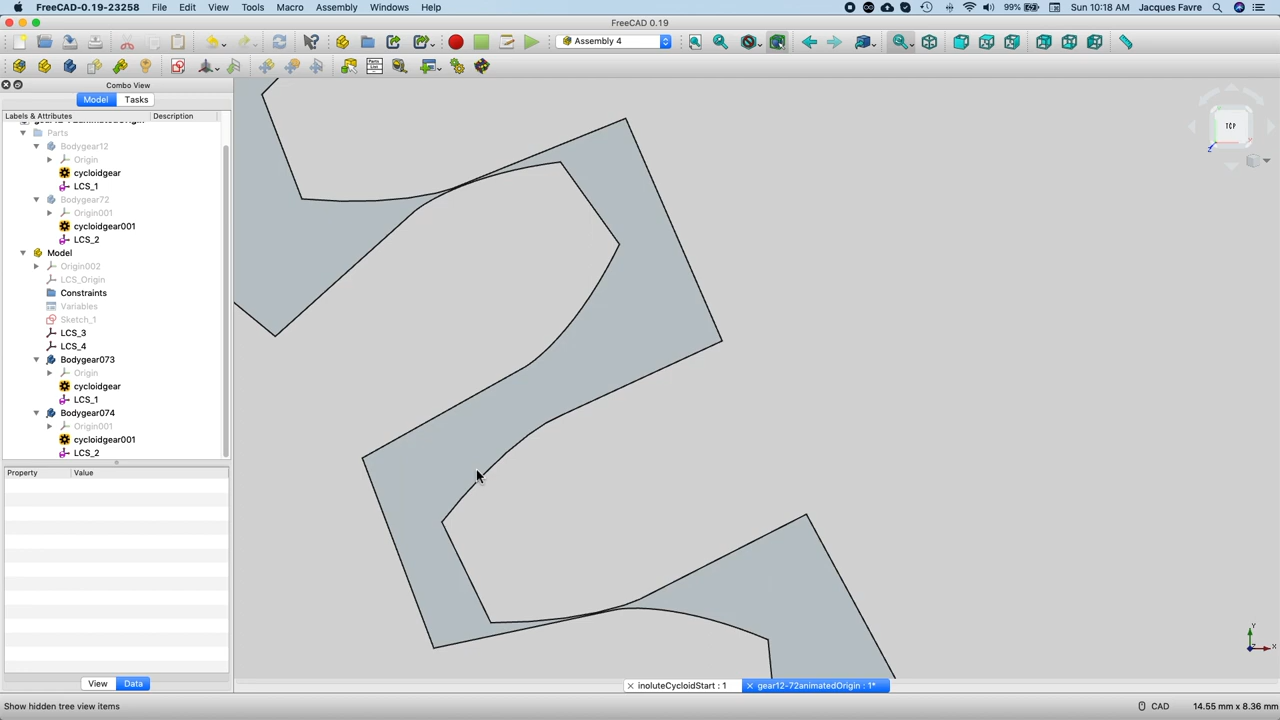 FreeCAD-0.19-23258 File Edit View Tools Macro Assembly Windows Help 99% Sun 10:18 AM Jacques Favre
FreeCAD 0.19
Assembly 4
Combo View
Model Tasks
Labels & Attributes Description
gear12-72animatedOrigin
Parts
Bodygear12
Origin
cycloidgear
LCS_1
Bodygear72
Origin001
cycloidgear001
LCS_2
Model
Origin002
LCS_Origin
Constraints
Variables
Sketch_1
LCS_3
LCS_4
Bodygear073
Origin
cycloidgear
LCS_1
Bodygear074
Origin001
cycloidgear001
LCS_2
Property Value
TOP
Z
Y
X
View Data
inoluteCycloidStart : 1 gear12-72animatedOrigin : 1*
Show hidden tree view items CAD 14.55 mm x 8.36 mm